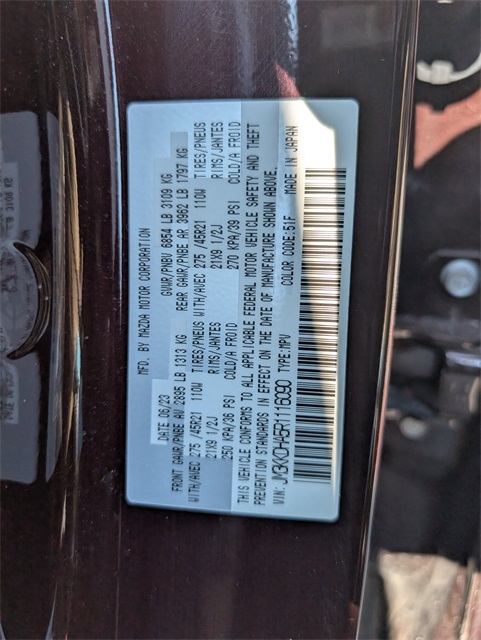 MFD. BY MAZDA MOTOR CORPORATION
DATE 06/23 GVWR/PNBV 6854 LB 3109 KG
FRONT GAWR/PNBE AV 2895 LB 1313 KG REAR GAWR/PNBE AR 3962 LB 1797 KG
WITH/AVEC 275 /45R21 110W TIRES/PNEUS WITH/AVEC 275 /45R21 110W TIRES/PNEUS
21X9 1/2J RIMS/JANTES 21X9 1/2J RIMS/JANTES
250 KPA/36 PSI COLD/A FROID 270 KPA/39 PSI COLD/A FROID
THIS VEHICLE CONFORMS TO ALL APPLICABLE FEDERAL MOTOR VEHICLE SAFETY AND THEFT
PREVENTION STANDARDS IN EFFECT ON THE DATE OF MANUFACTURE SHOWN ABOVE.
VIN: JM3KKDHA5R1116090 TYPE:MPV COLOR CODE:51F MADE IN JAPAN